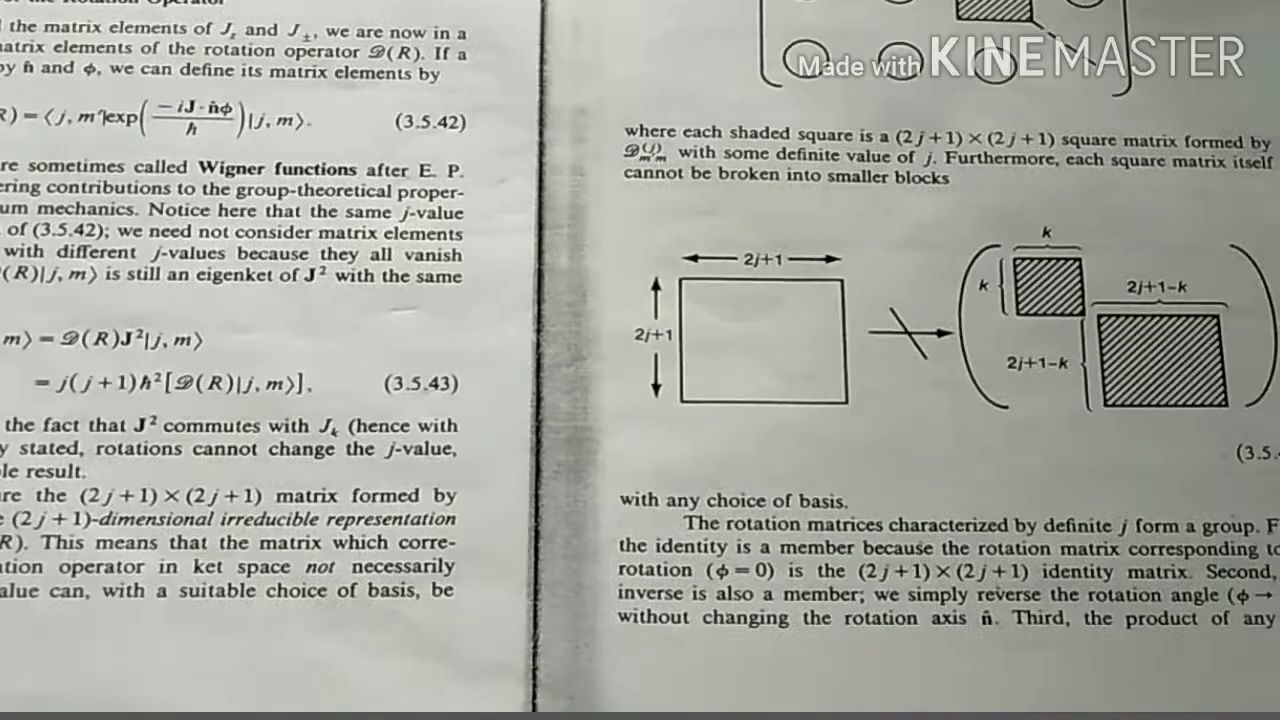 the matrix elements of J_z and J_±, we are now in a
matrix elements of the rotation operator 𝒟(R). If a
by n̂ and ϕ, we can define its matrix elements by
R) = ⟨j, m'|exp(−iJ·n̂ϕ/ħ)|j, m⟩. (3.5.42)
are sometimes called Wigner functions after E. P.
ering contributions to the group-theoretical proper-
um mechanics. Notice here that the same j-value
of (3.5.42); we need not consider matrix elements
with different j-values because they all vanish
(R)|j, m⟩ is still an eigenket of J² with the same
m⟩ = 𝒟(R)J²|j, m⟩
= j(j+1)ħ²[𝒟(R)|j, m⟩], (3.5.43)
the fact that J² commutes with J_k (hence with
y stated, rotations cannot change the j-value,
le result.
are the (2j+1)×(2j+1) matrix formed by
(2j+1)-dimensional irreducible representation
R). This means that the matrix which corre-
ation operator in ket space not necessarily
alue can, with a suitable choice of basis, be
Made with KINEMASTER
where each shaded square is a (2j+1)×(2j+1) square matrix formed by
𝒟^(j)_m'm with some definite value of j. Furthermore, each square matrix itself
cannot be broken into smaller blocks
k
2j+1
k
2j+1-k
2j+1
2j+1-k
(3.5.
with any choice of basis.
The rotation matrices characterized by definite j form a group. F
the identity is a member because the rotation matrix corresponding to
rotation (ϕ=0) is the (2j+1)×(2j+1) identity matrix. Second,
inverse is also a member; we simply reverse the rotation angle (ϕ →
without changing the rotation axis n̂. Third, the product of any